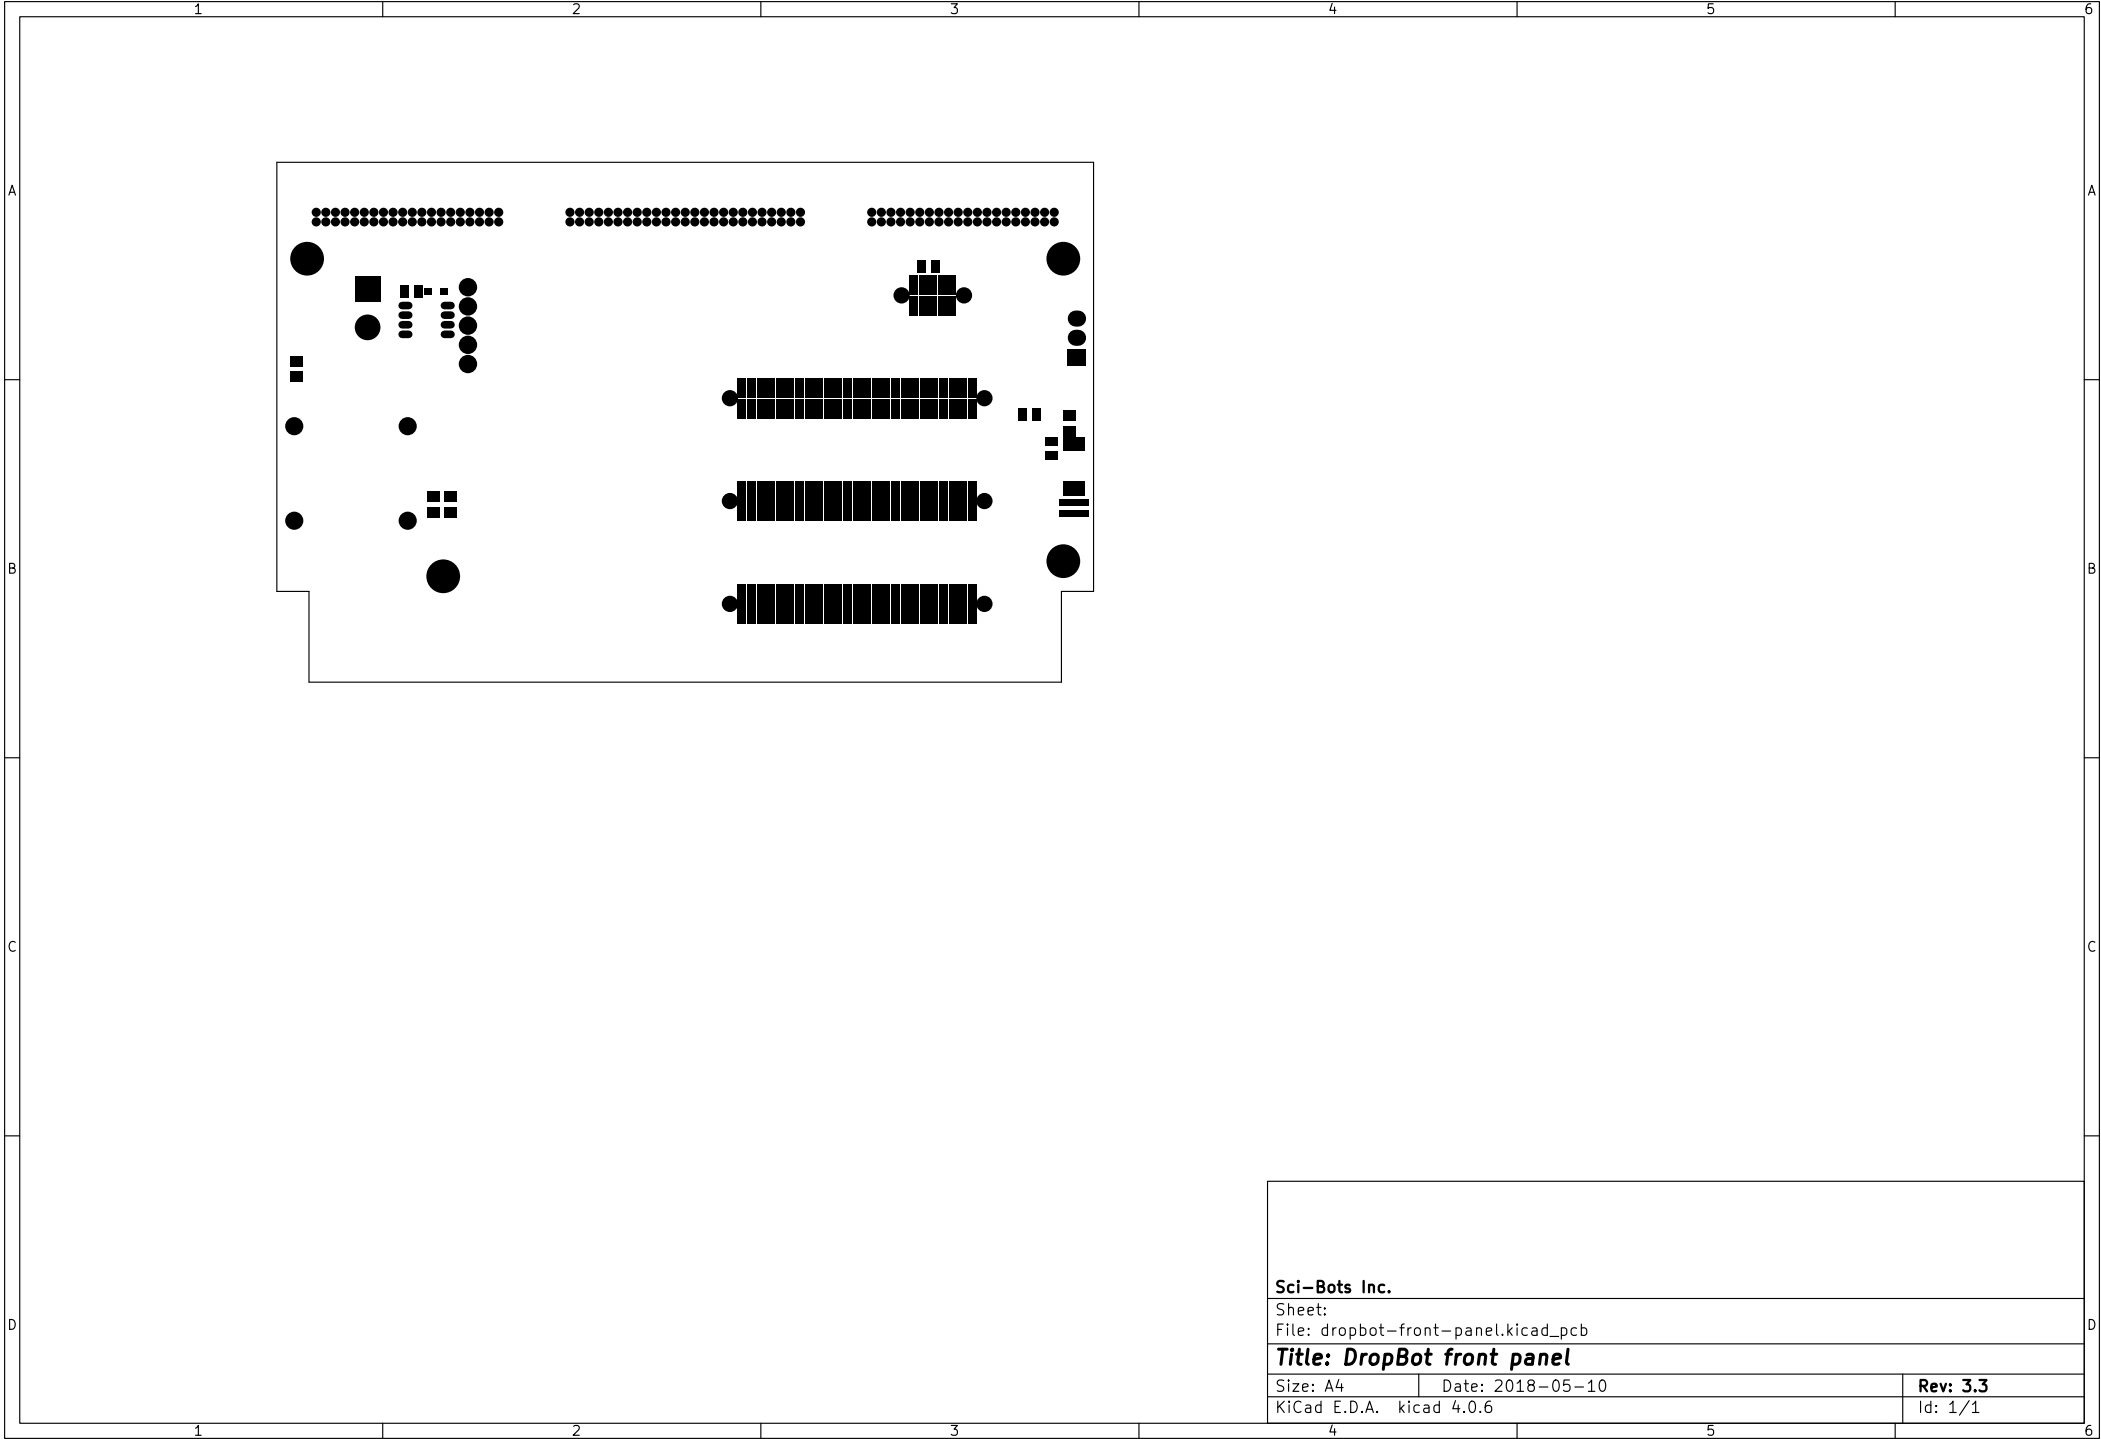 1 2 3 4 5 6
A A
B B
C C
Sci-Bots Inc.
Sheet:
D D
File: dropbot-front-panel.kicad_pcb
Title: DropBot front panel
Size: A4 Date: 2018-05-10 Rev: 3.3
KiCad E.D.A. kicad 4.0.6 Id: 1/1
1 2 3 4 5 6